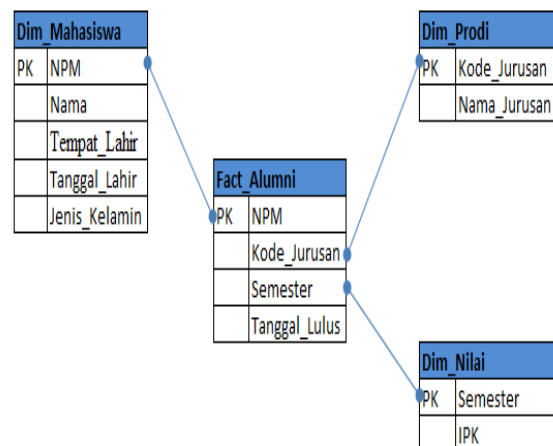 Dim_Mahasiswa
PK NPM
Nama
Tempat_Lahir
Tanggal_Lahir
Jenis_Kelamin
Dim_Prodi
PK Kode_Jurusan
Nama_Jurusan
Fact_Alumni
PK NPM
Kode_Jurusan
Semester
Tanggal_Lulus
Dim_Nilai
PK Semester
IPK